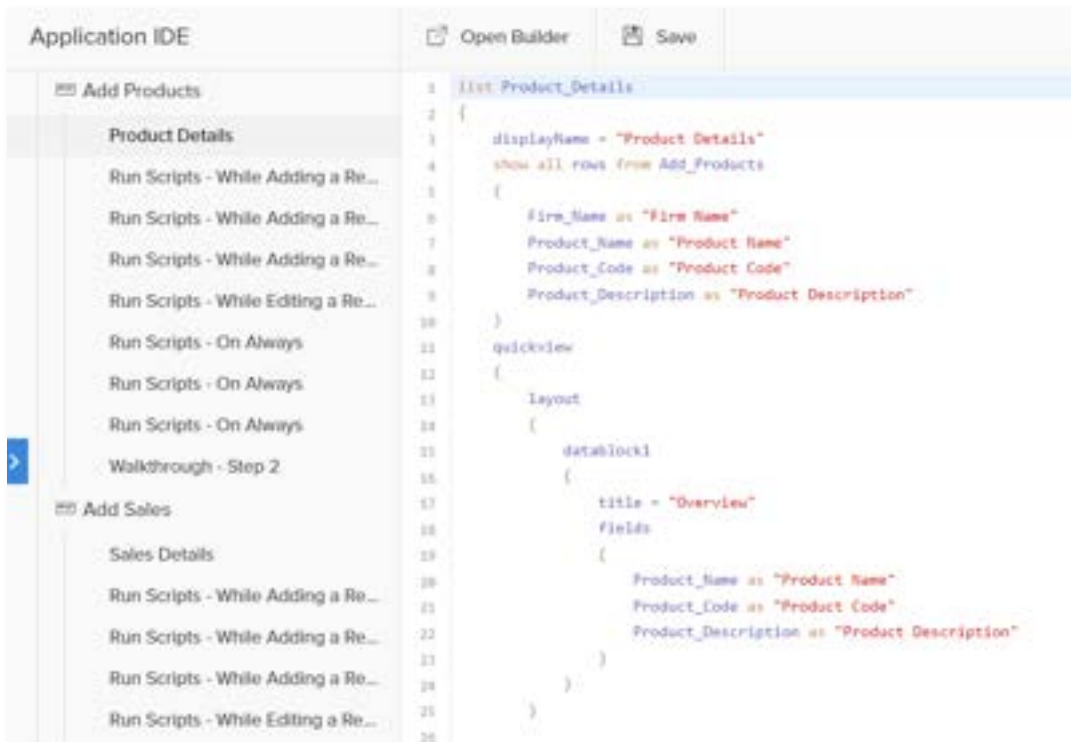 Application IDE
Open Builder
Save
Add Products
Product Details
Run Scripts - While Adding a Re...
Run Scripts - While Adding a Re...
Run Scripts - While Adding a Re...
Run Scripts - While Editing a Re...
Run Scripts - On Always
Run Scripts - On Always
Run Scripts - On Always
Walkthrough - Step 2
Add Sales
Sales Details
Run Scripts - While Adding a Re...
Run Scripts - While Adding a Re...
Run Scripts - While Adding a Re...
Run Scripts - While Editing a Re...
1 list Product_Details
2 {
3 displayName = "Product Details"
4 show all rows from Add_Products
5 (
6 Firm_Name as "Firm Name"
7 Product_Name as "Product Name"
8 Product_Code as "Product Code"
9 Product_Description as "Product Description"
10 )
11 quickview
12 (
13 layout
14 (
15 datablock1
16 (
17 title = "Overview"
18 fields
19 (
20 Product_Name as "Product Name"
21 Product_Code as "Product Code"
22 Product_Description as "Product Description"
23 )
24 )
25 )
26